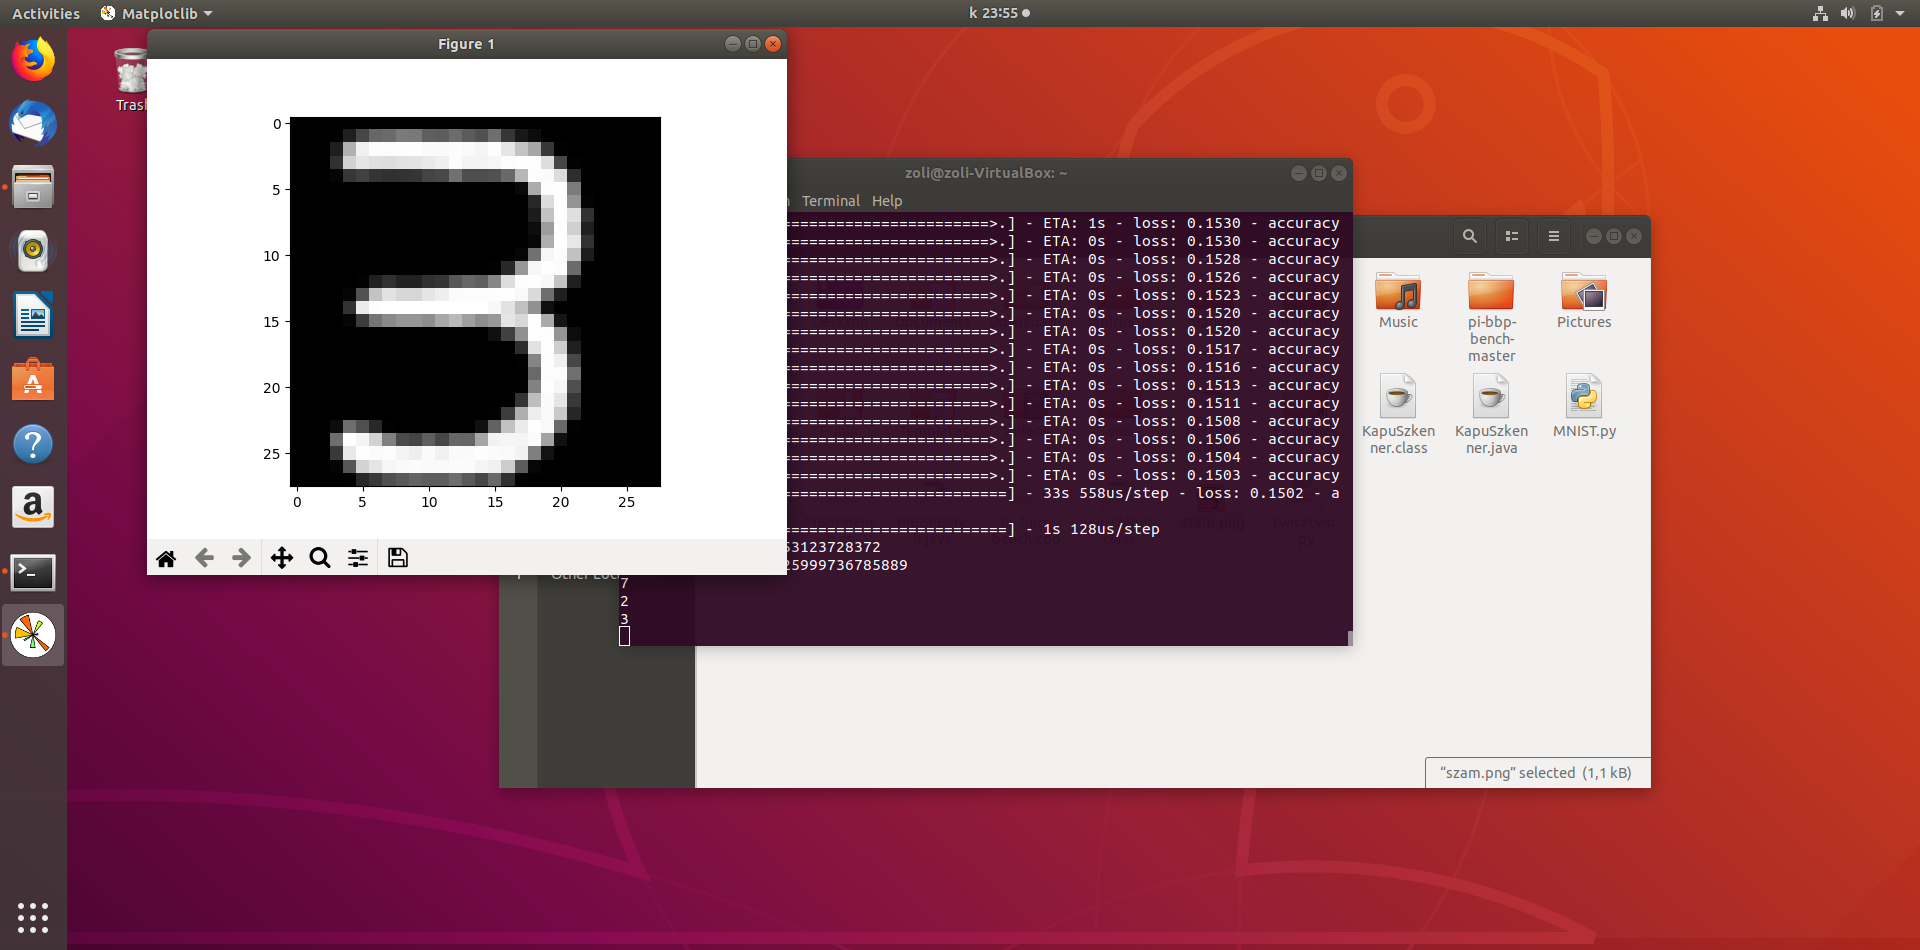 Activities
Matplotlib
k 23:55
Trash
Figure 1
0
5
10
15
20
25
0
5
10
15
20
25
3
zoli@zoli-VirtualBox: ~
Terminal Help
========================>.] - ETA: 1s - loss: 0.1530 - accuracy
========================>.] - ETA: 0s - loss: 0.1530 - accuracy
========================>.] - ETA: 0s - loss: 0.1528 - accuracy
========================>.] - ETA: 0s - loss: 0.1526 - accuracy
========================>.] - ETA: 0s - loss: 0.1523 - accuracy
========================>.] - ETA: 0s - loss: 0.1520 - accuracy
========================>.] - ETA: 0s - loss: 0.1520 - accuracy
========================>.] - ETA: 0s - loss: 0.1517 - accuracy
========================>.] - ETA: 0s - loss: 0.1516 - accuracy
========================>.] - ETA: 0s - loss: 0.1513 - accuracy
========================>.] - ETA: 0s - loss: 0.1511 - accuracy
========================>.] - ETA: 0s - loss: 0.1508 - accuracy
========================>.] - ETA: 0s - loss: 0.1506 - accuracy
========================>.] - ETA: 0s - loss: 0.1504 - accuracy
========================>.] - ETA: 0s - loss: 0.1503 - accuracy
=========================] - 33s 558us/step - loss: 0.1502 - a
=========================] - 1s 128us/step
53123728372
25999736785889
7
2
3
Music
pi-bbp-
bench-
master
Pictures
KapuSzken
ner.class
KapuSzken
ner.java
MNIST.py
“szam.png” selected (1,1 kB)